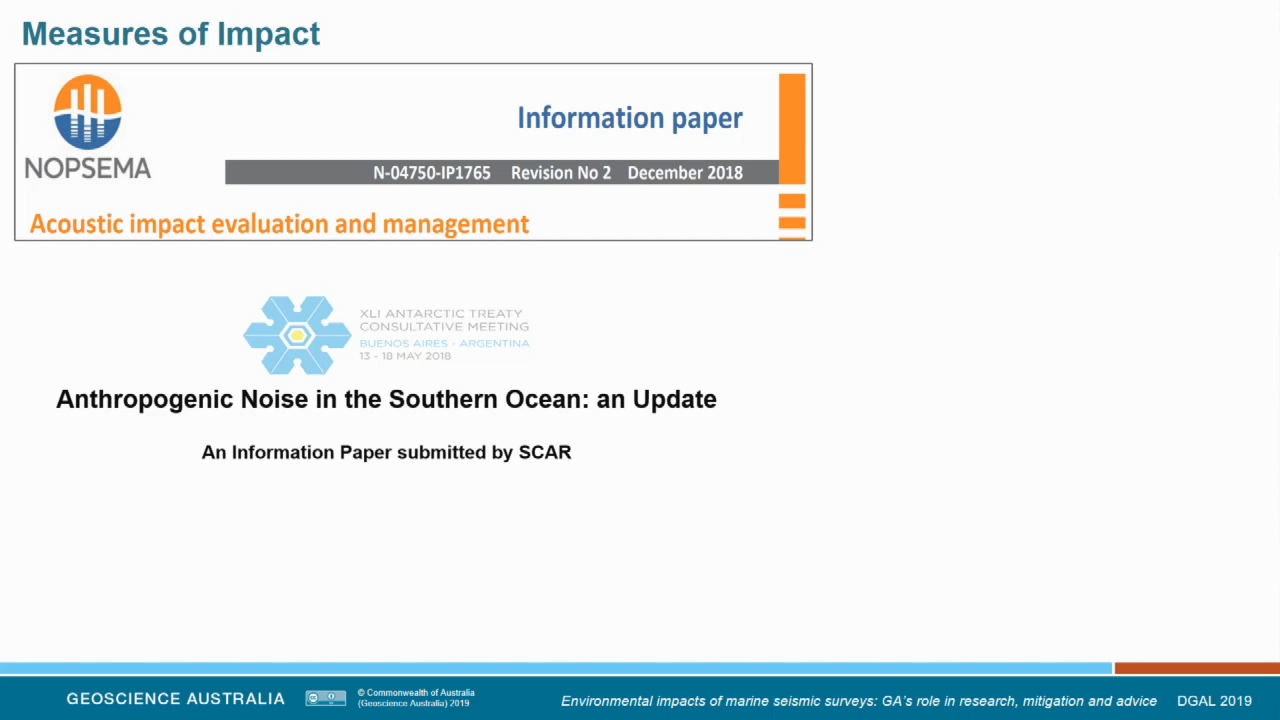 Measures of Impact
NOPSEMA
Information paper
N-04750-IP1765 Revision No 2 December 2018
Acoustic impact evaluation and management
XLI ANTARCTIC TREATY
CONSULTATIVE MEETING
BUENOS AIRES - ARGENTINA
13 - 18 MAY 2018
Anthropogenic Noise in the Southern Ocean: an Update
An Information Paper submitted by SCAR
GEOSCIENCE AUSTRALIA
© Commonwealth of Australia
(Geoscience Australia) 2019
Environmental impacts of marine seismic surveys: GA's role in research, mitigation and advice
DGAL 2019